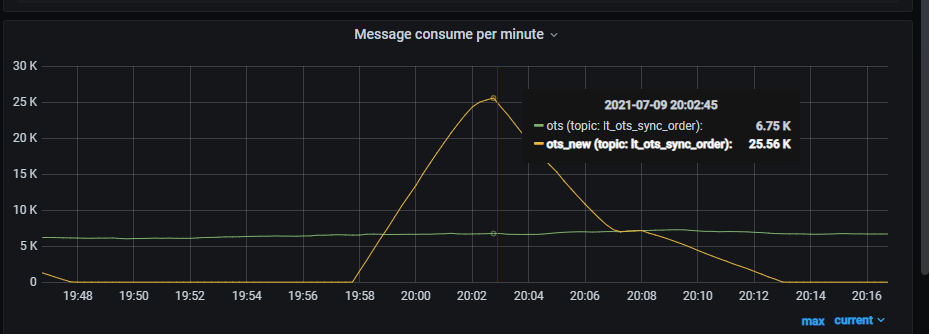 Message consume per minute
30 K
25 K
20 K
15 K
10 K
5 K
0
2021-07-09 20:02:45
ots (topic: lt_ots_sync_order): 6.75 K
ots_new (topic: lt_ots_sync_order): 25.56 K
19:48 19:50 19:52 19:54 19:56 19:58 20:00 20:02 20:04 20:06 20:08 20:10 20:12 20:14 20:16
max current